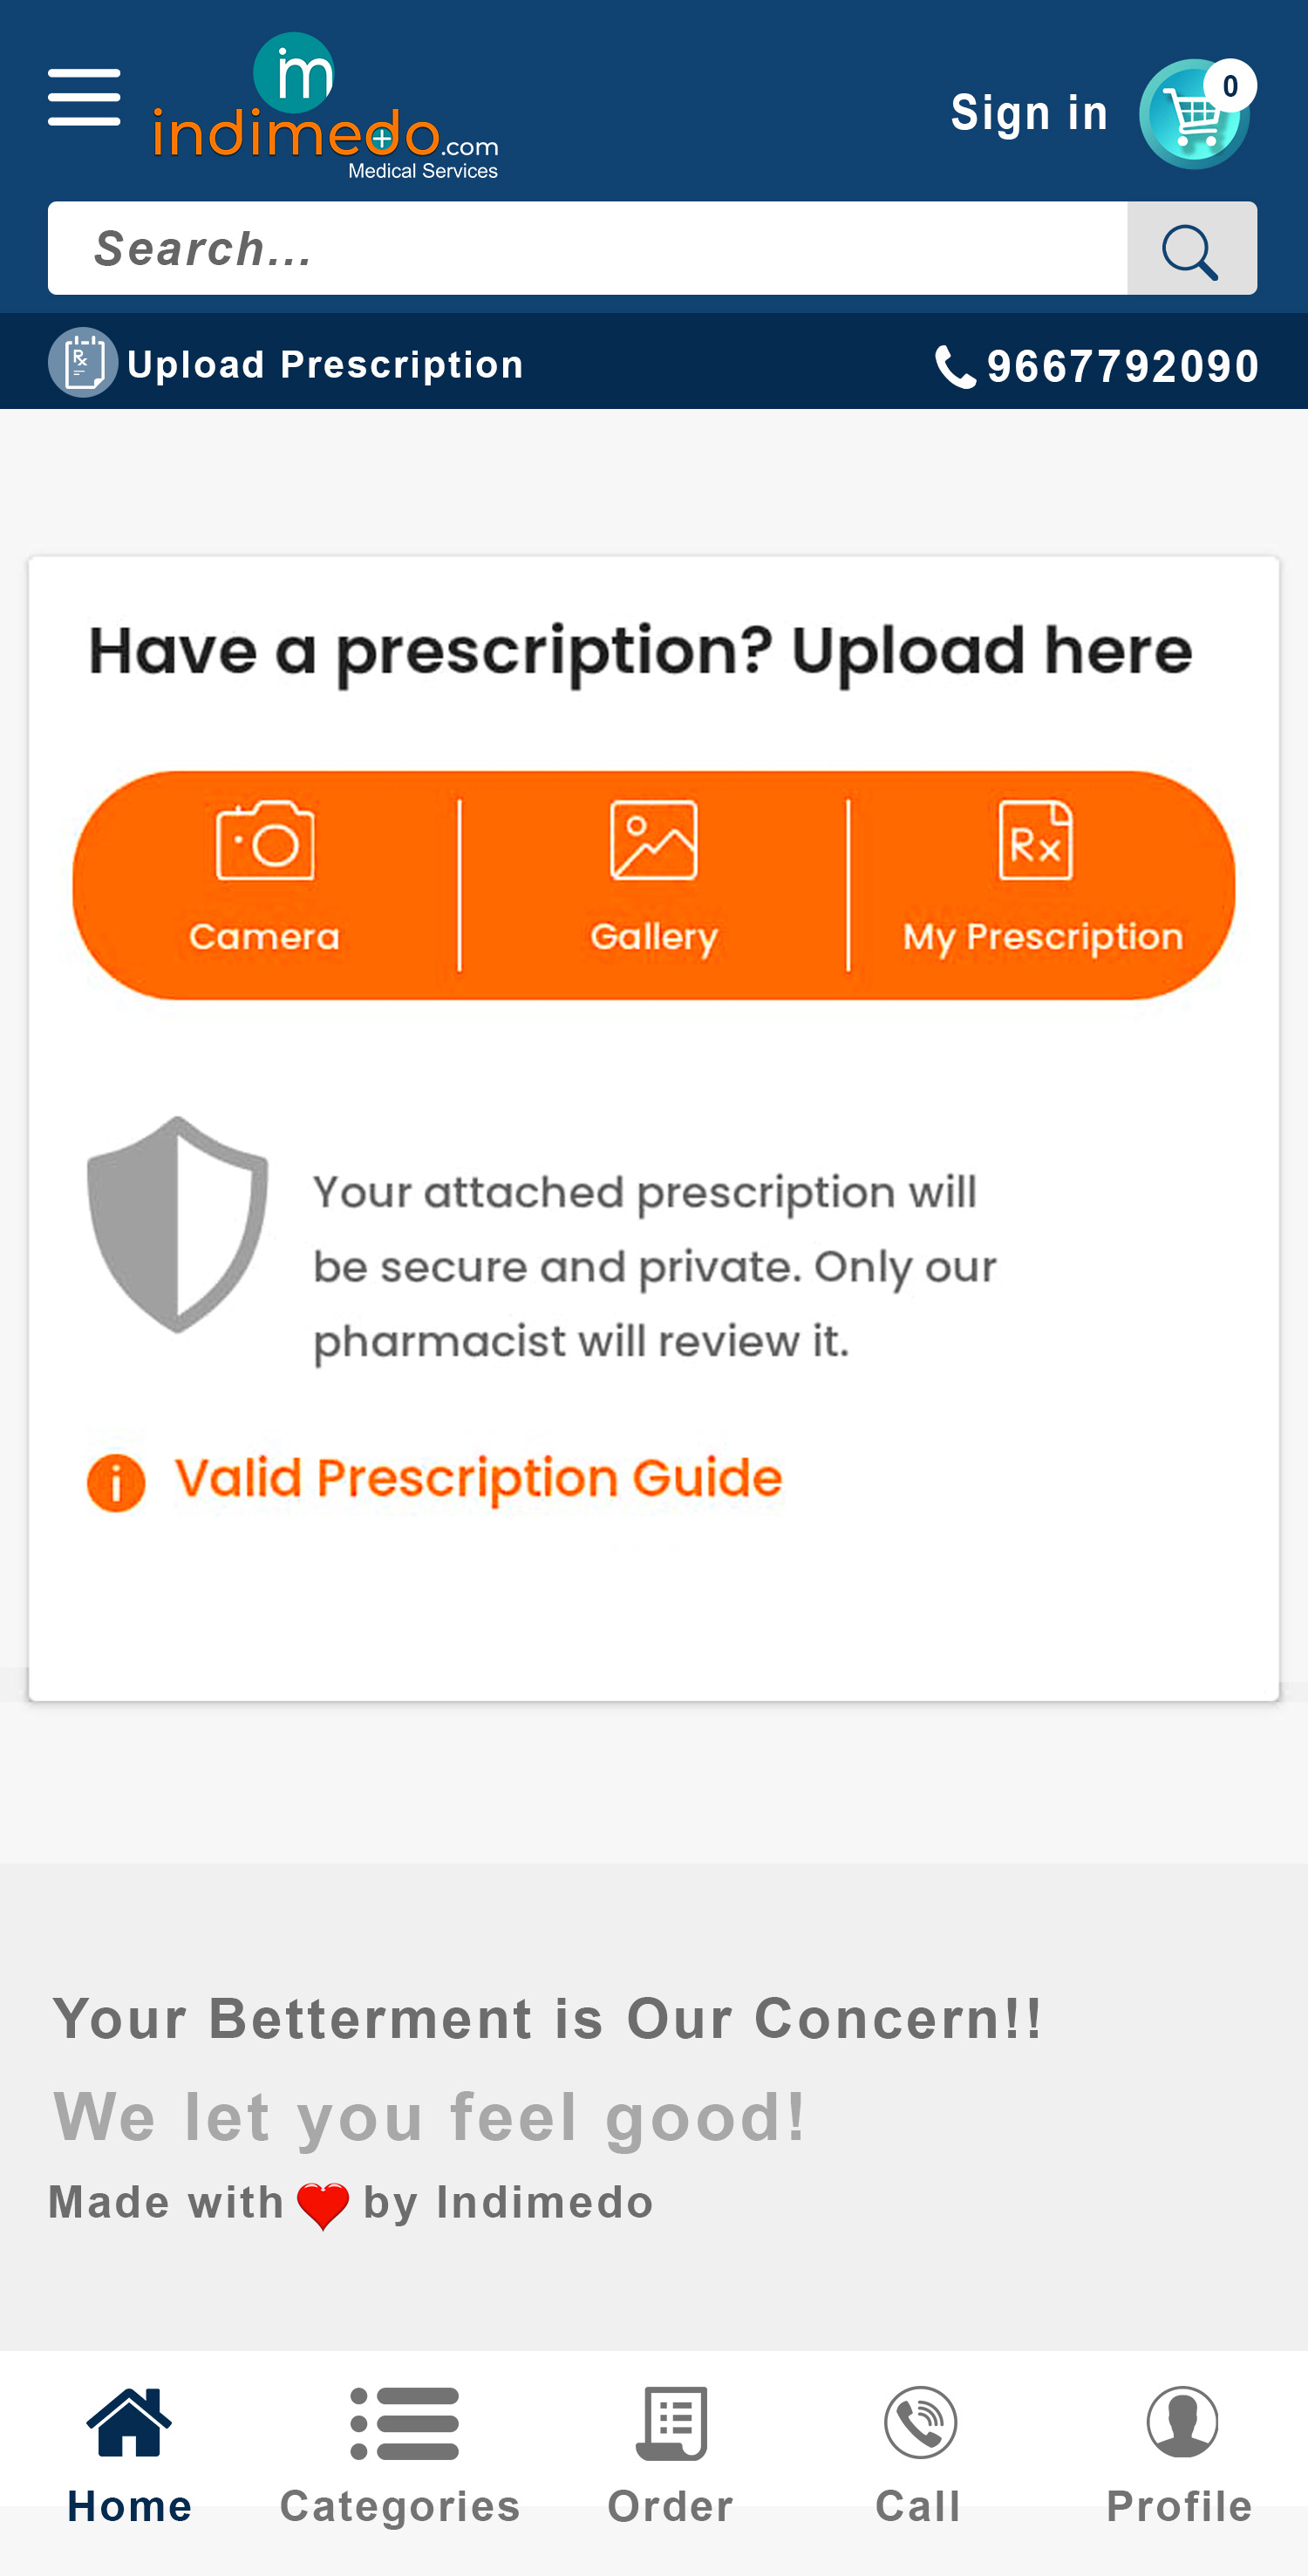 im
indimedo.com
Medical Services
Sign in
0
Search...
Rx
Upload Prescription
9667792090
Have a prescription? Upload here
Rx
Camera
Gallery
My Prescription
Your attached prescription will
be secure and private. Only our
pharmacist will review it.
i
Valid Prescription Guide
Your Betterment is Our Concern!!
We let you feel good!
Made with ❤ by Indimedo
Home
Categories
Order
Call
Profile